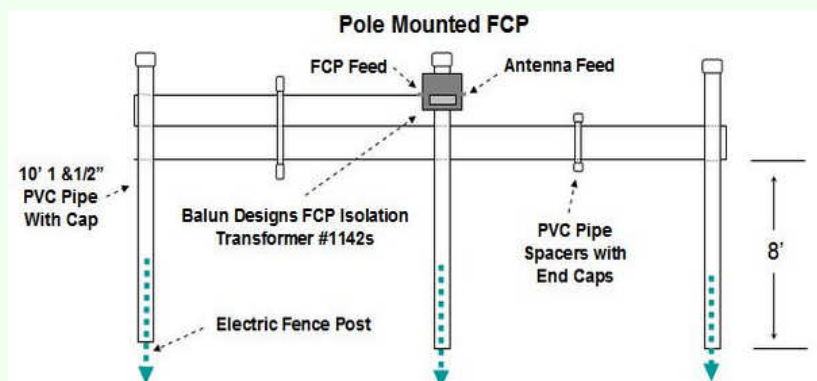 Pole Mounted FCP
FCP Feed
Antenna Feed
10' 1 &1/2"
PVC Pipe
With Cap
Balun Designs FCP Isolation
Transformer #1142s
PVC Pipe
Spacers with
End Caps
8'
Electric Fence Post